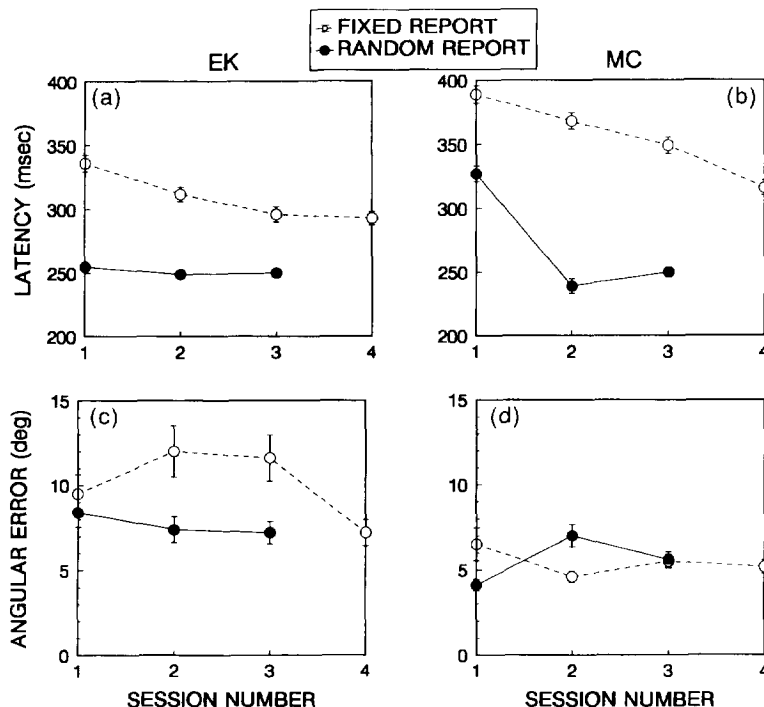 FIXED REPORT
RANDOM REPORT
EK
MC
(a)
(b)
LATENCY (msec)
400
350
300
250
200
1 2 3 4
400
350
300
250
200
1 2 3 4
(c)
(d)
ANGULAR ERROR (deg)
15
10
5
0
1 2 3 4
15
10
5
0
1 2 3 4
SESSION NUMBER
SESSION NUMBER